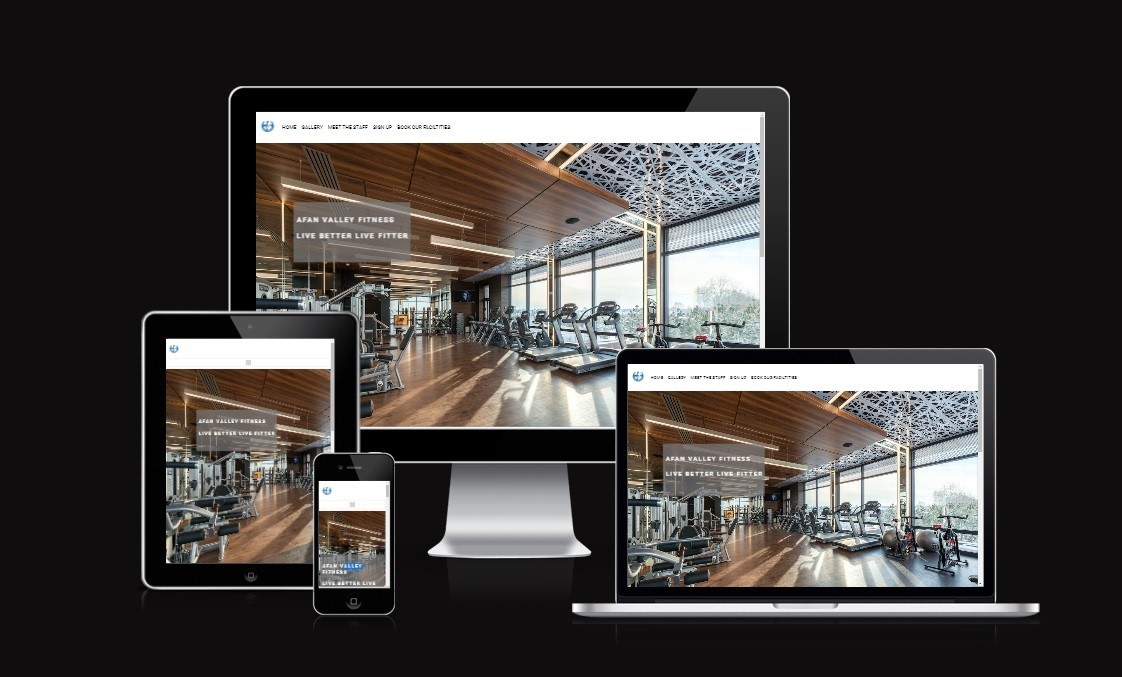 HOME GALLERY MEET THE STAFF SIGN UP BOOK OUR FACILTITIES
AFAN VALLEY FITNESS
LIVE BETTER LIVE FITTER
AFAN VALLEY FITNESS
LIVE BETTER LIVE FITTER
AFAN VALLEY
FITNESS
LIVE BETTER LIVE
HOME GALLERY MEET THE STAFF SIGN UP BOOK OUR FACILTITIES
AFAN VALLEY FITNESS
LIVE BETTER LIVE FITTER